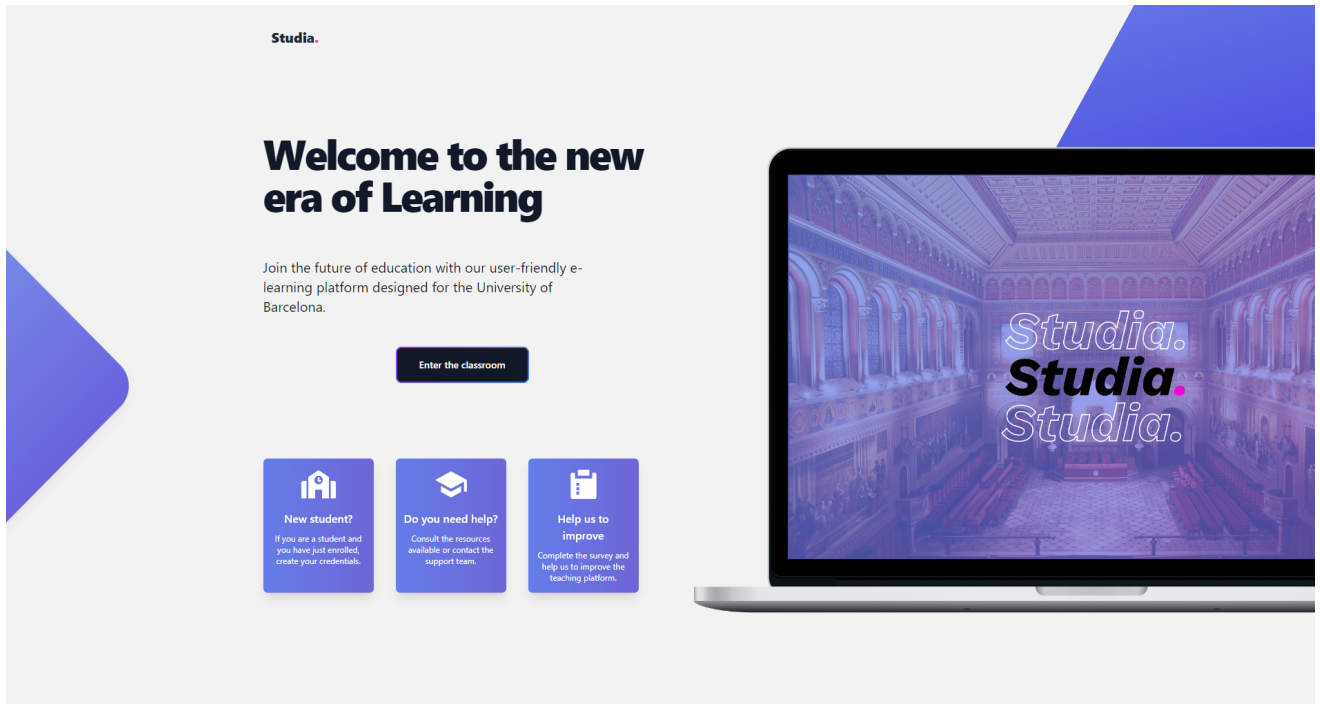 Studia.
Welcome to the new
era of Learning
Join the future of education with our user-friendly e-
learning platform designed for the University of
Barcelona.
Enter the classroom
New student?
If you are a student and
you have just enrolled,
create your credentials.
Do you need help?
Consult the resources
available or contact the
support team.
Help us to
improve
Complete the survey and
help us to improve the
teaching platform.
Studia.
Studia.
Studia.